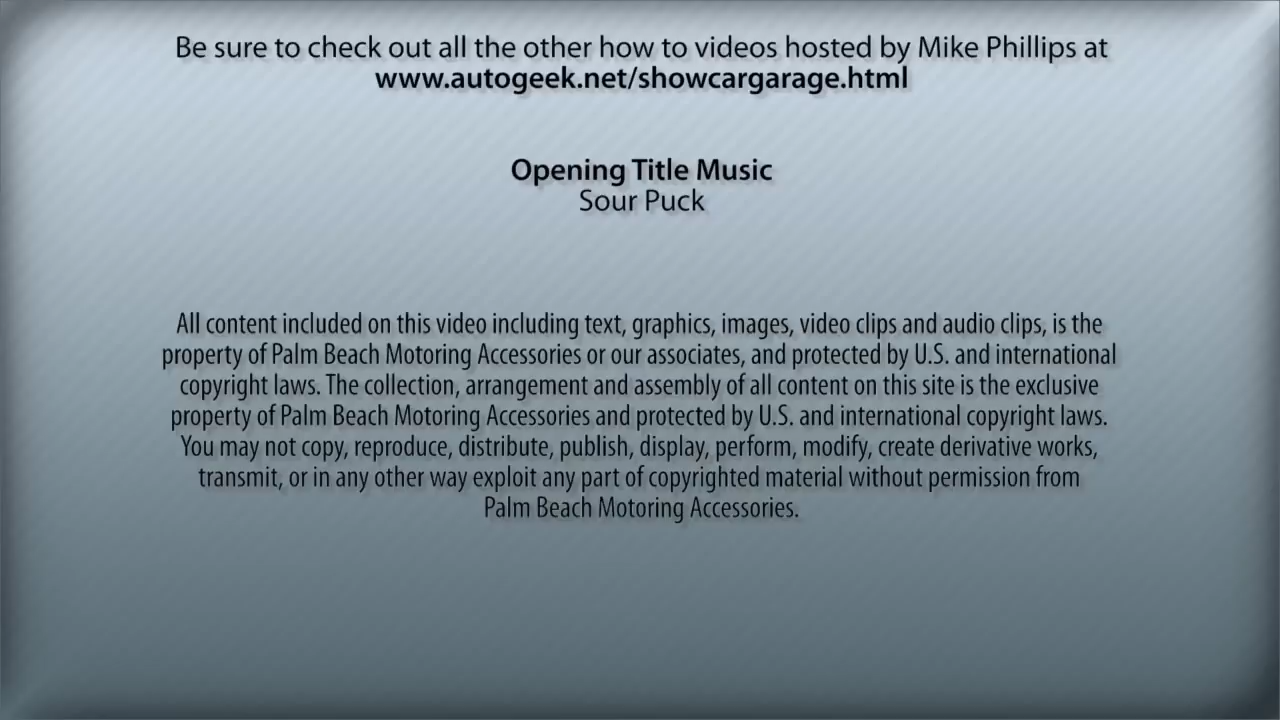 Be sure to check out all the other how to videos hosted by Mike Phillips at
www.autogeek.net/showcargarage.html
Opening Title Music
Sour Puck
All content included on this video including text, graphics, images, video clips and audio clips, is the
property of Palm Beach Motoring Accessories or our associates, and protected by U.S. and international
copyright laws. The collection, arrangement and assembly of all content on this site is the exclusive
property of Palm Beach Motoring Accessories and protected by U.S. and international copyright laws.
You may not copy, reproduce, distribute, publish, display, perform, modify, create derivative works,
transmit, or in any other way exploit any part of copyrighted material without permission from
Palm Beach Motoring Accessories.